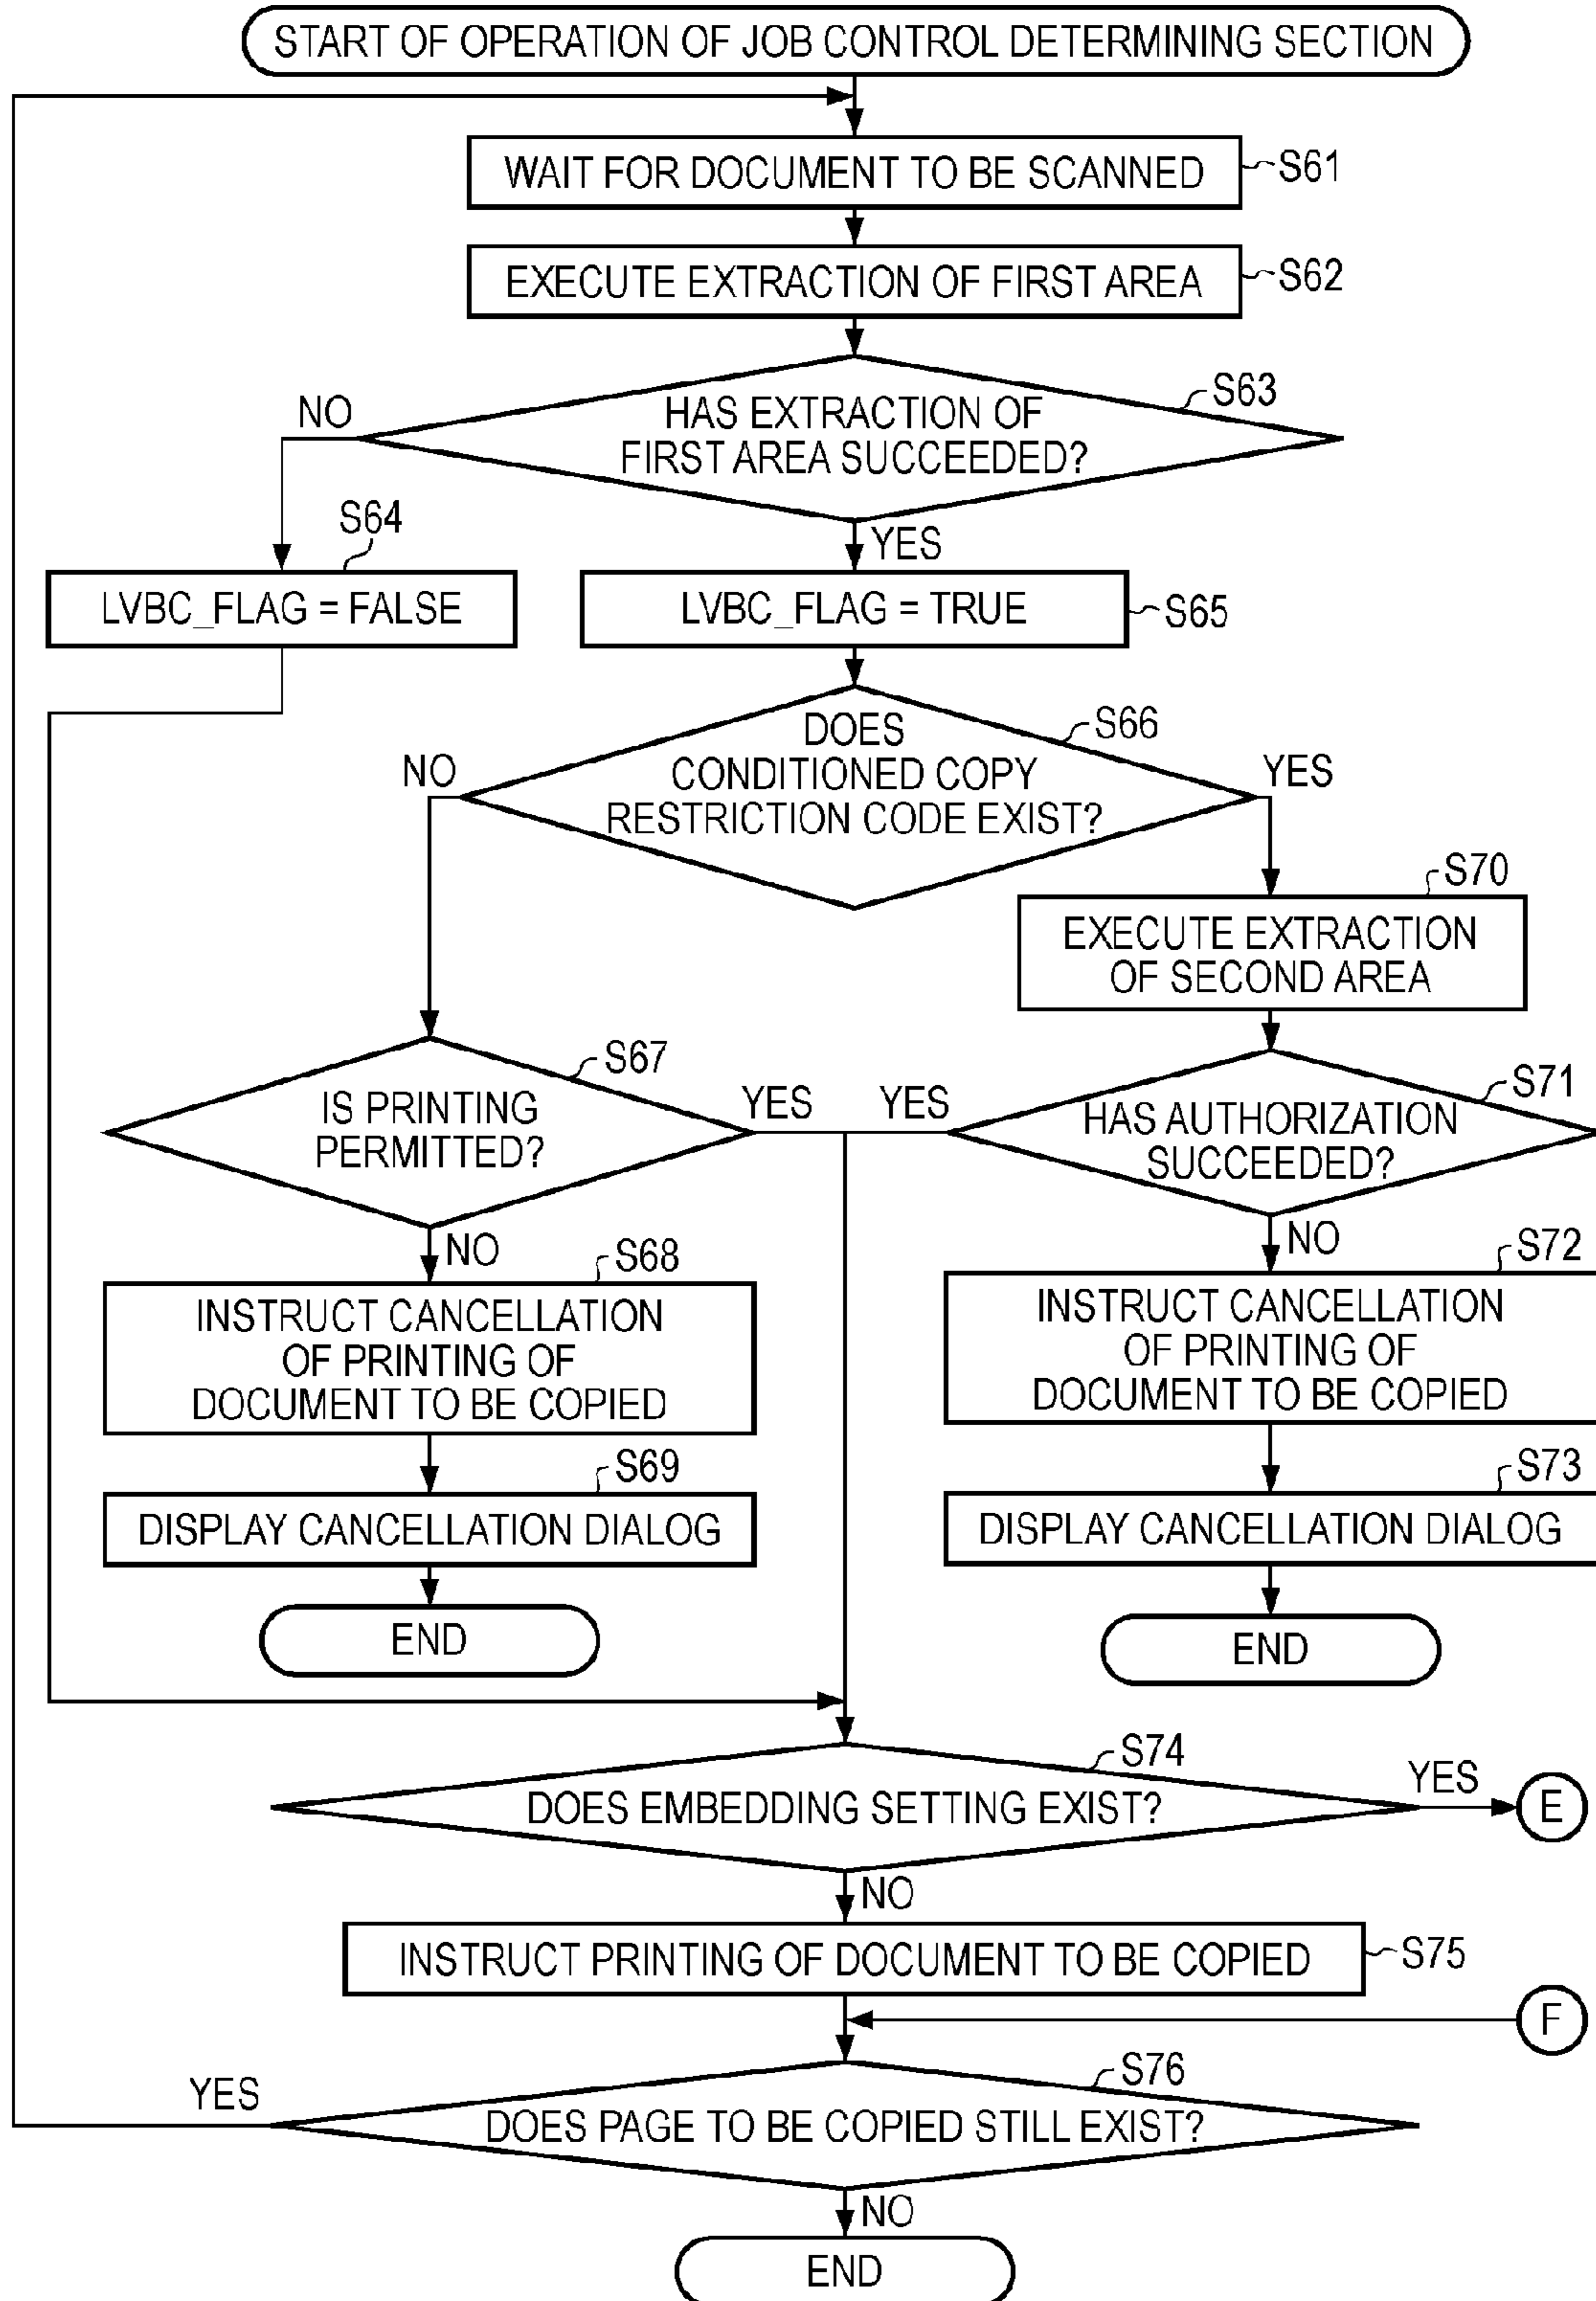 START OF OPERATION OF JOB CONTROL DETERMINING SECTION
WAIT FOR DOCUMENT TO BE SCANNED
S61
EXECUTE EXTRACTION OF FIRST AREA
S62
S63
NO
HAS EXTRACTION OF
FIRST AREA SUCCEEDED?
S64
YES
LVBC_FLAG = FALSE
LVBC_FLAG = TRUE
S65
S66
NO
DOES
CONDITIONED COPY
RESTRICTION CODE EXIST?
YES
S70
EXECUTE EXTRACTION
OF SECOND AREA
S67
IS PRINTING
PERMITTED?
YES
YES
S71
HAS AUTHORIZATION
SUCCEEDED?
NO
S68
INSTRUCT CANCELLATION
OF PRINTING OF
DOCUMENT TO BE COPIED
NO
S72
INSTRUCT CANCELLATION
OF PRINTING OF
DOCUMENT TO BE COPIED
S69
DISPLAY CANCELLATION DIALOG
S73
DISPLAY CANCELLATION DIALOG
END
END
S74
DOES EMBEDDING SETTING EXIST?
YES
E
NO
INSTRUCT PRINTING OF DOCUMENT TO BE COPIED
S75
F
S76
YES
DOES PAGE TO BE COPIED STILL EXIST?
NO
END